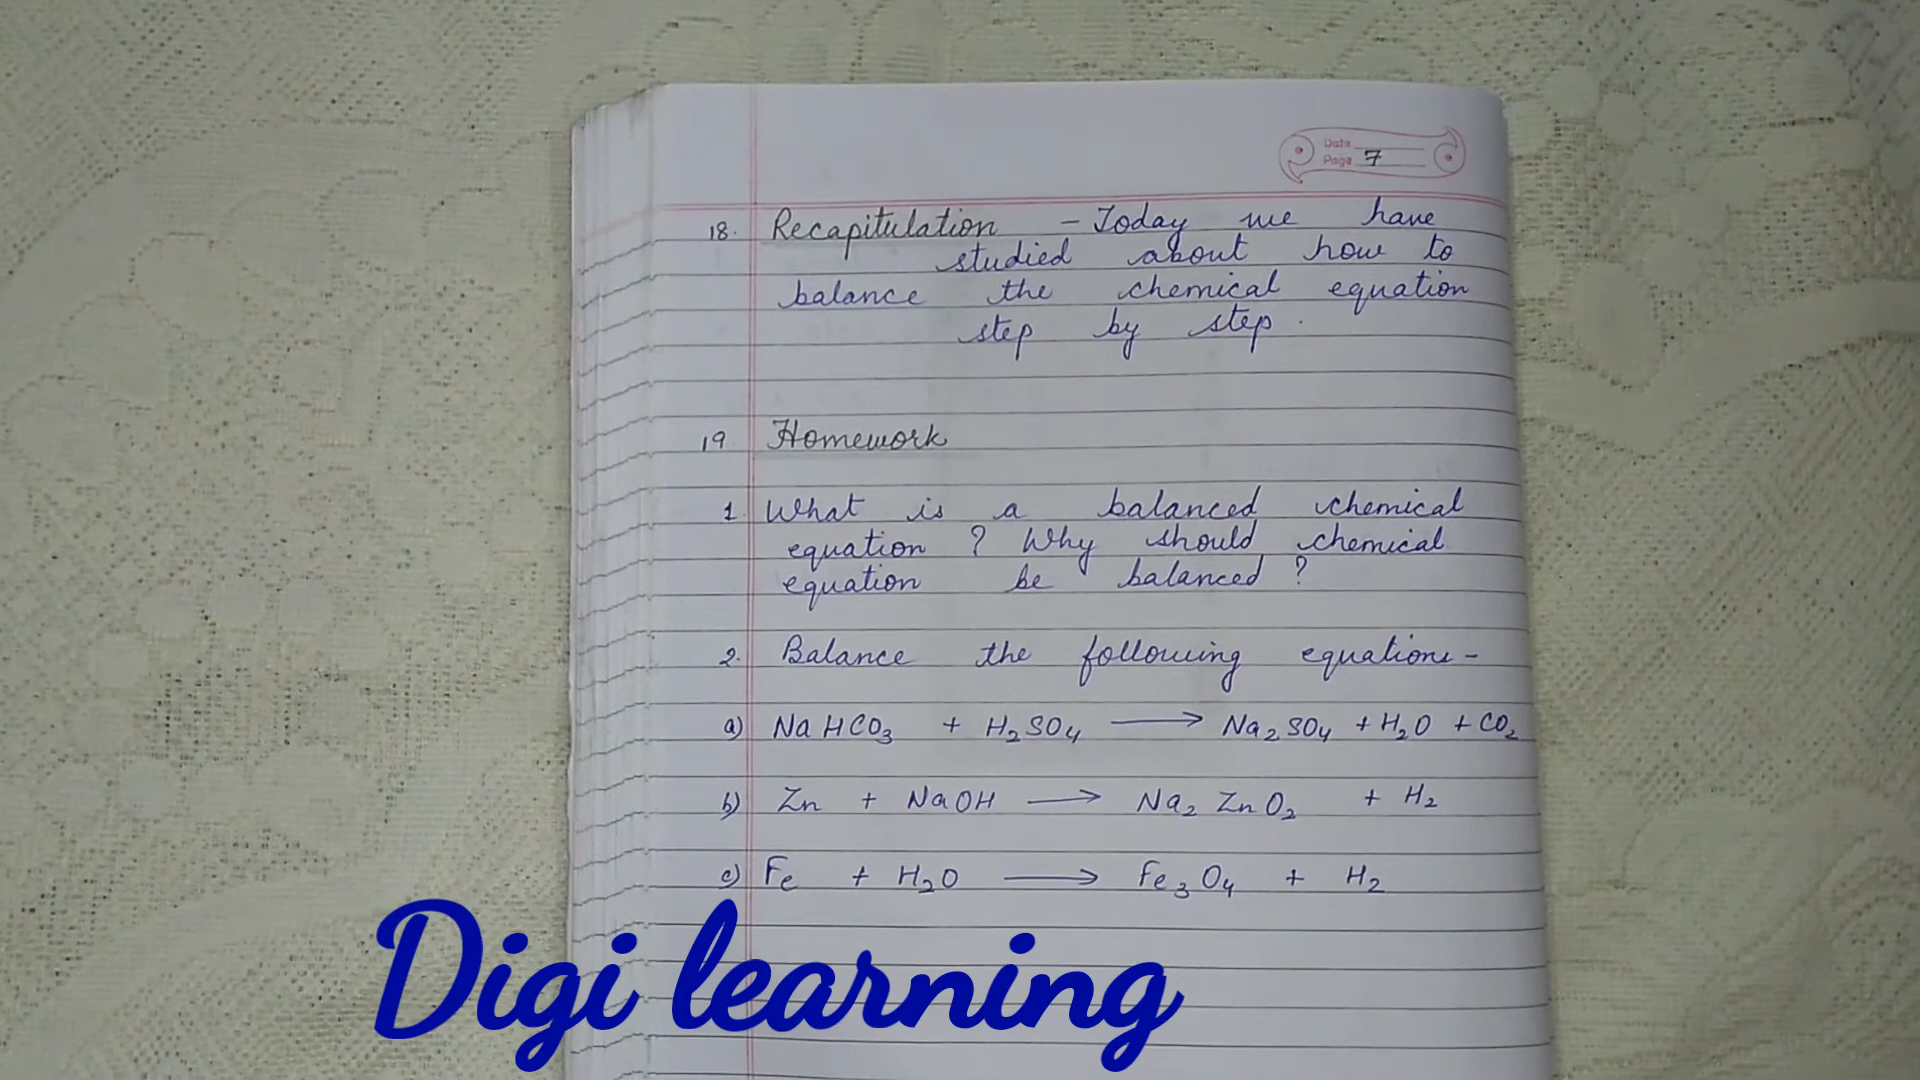 Date
Page 7
18. Recapitulation - Today we have
studied about how to
balance the chemical equation
step by step.
19 Homework
1 What is a balanced chemical
equation ? Why should chemical
equation be balanced ?
2. Balance the following equations -
a) NaHCO₃ + H₂SO₄ ⟶ Na₂SO₄ + H₂O + CO₂
b) Zn + NaOH ⟶ Na₂ZnO₂ + H₂
c) Fe + H₂O ⟶ Fe₃O₄ + H₂
Digi learning